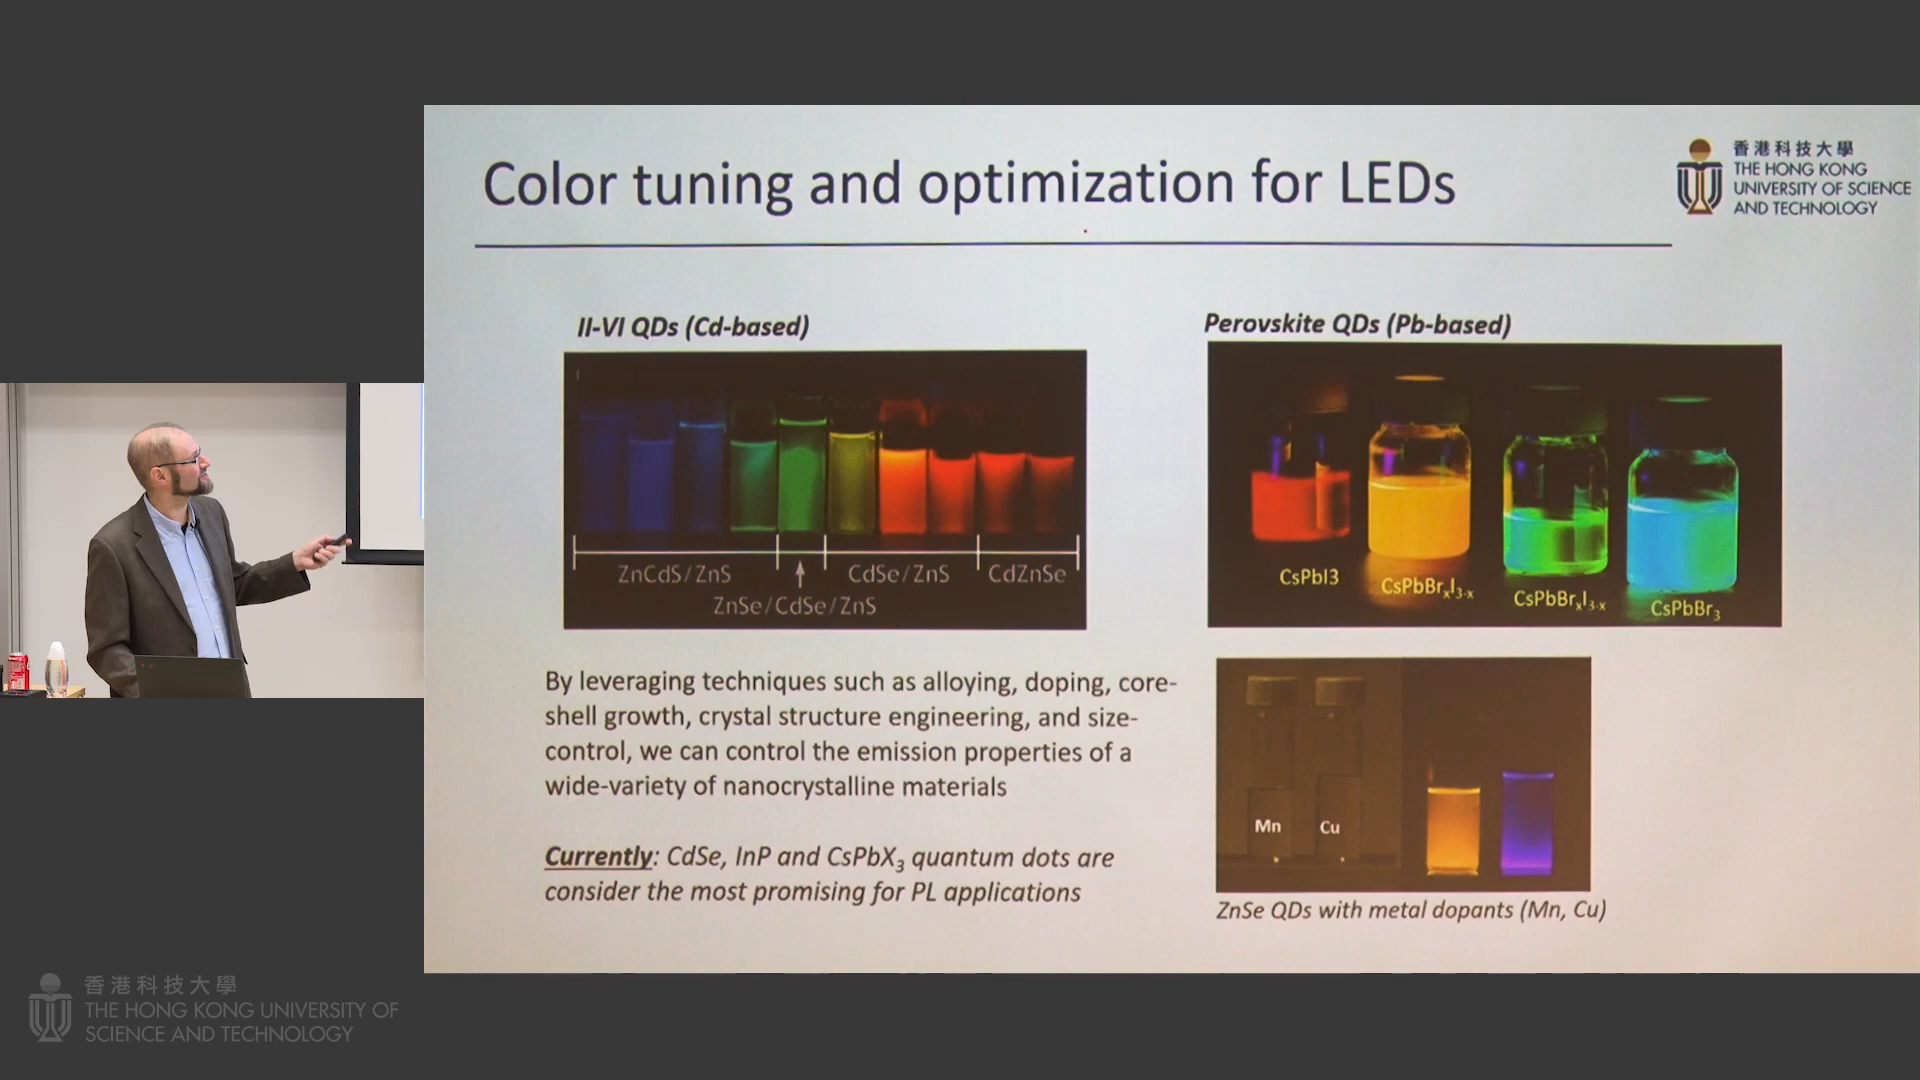 Color tuning and optimization for LEDs
香港科技大學
THE HONG KONG
UNIVERSITY OF SCIENCE
AND TECHNOLOGY
II-VI QDs (Cd-based)
ZnCdS/ZnS
CdSe/ZnS
CdZnSe
ZnSe/CdSe/ZnS
Perovskite QDs (Pb-based)
CsPbI3
CsPbBrₓI₃₋ₓ
CsPbBrₓI₃₋ₓ
CsPbBr₃
By leveraging techniques such as alloying, doping, core-
shell growth, crystal structure engineering, and size-
control, we can control the emission properties of a
wide-variety of nanocrystalline materials
Currently: CdSe, InP and CsPbX₃ quantum dots are
consider the most promising for PL applications
Mn
Cu
ZnSe QDs with metal dopants (Mn, Cu)
香港科技大學
THE HONG KONG UNIVERSITY OF
SCIENCE AND TECHNOLOGY